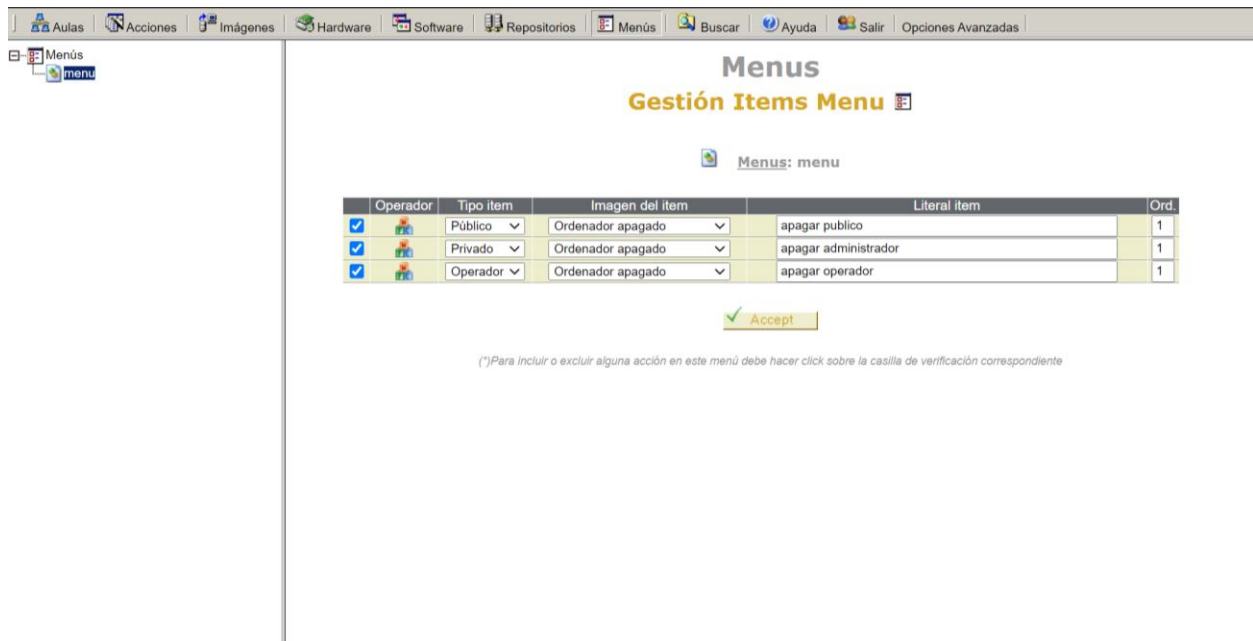 Aulas Acciones Imágenes Hardware Software Repositorios Menús Buscar Ayuda Salir Opciones Avanzadas
Menús
menu
Menus
Gestión Items Menu
Menus: menu
Operador Tipo item Imagen del item Literal item Ord.
Público Ordenador apagado apagar publico 1
Privado Ordenador apagado apagar administrador 1
Operador Ordenador apagado apagar operador 1
Accept
(*)Para incluir o excluir alguna acción en este menú debe hacer click sobre la casilla de verificación correspondiente